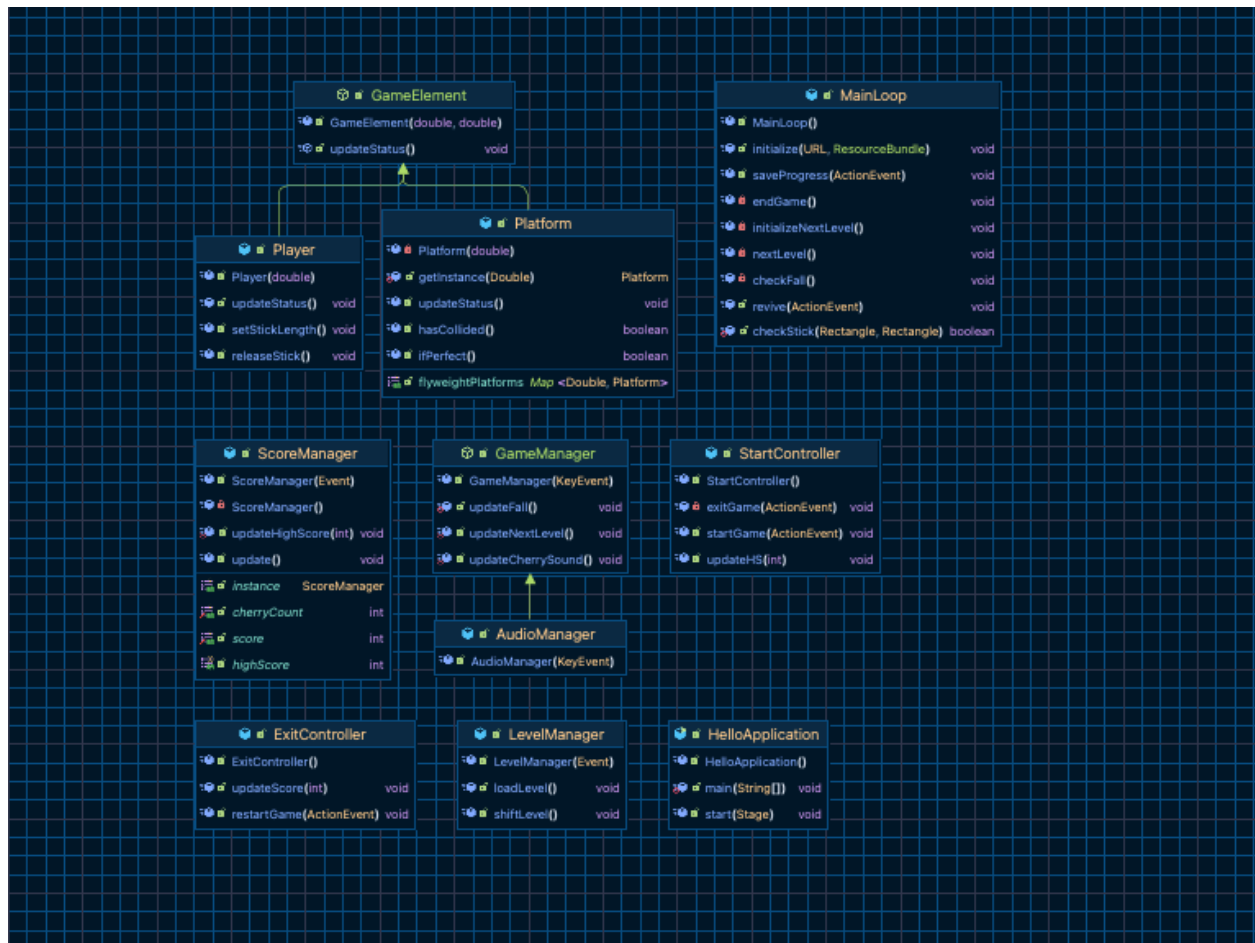 GameElement
GameElement(double, double)
updateStatus() void
MainLoop
MainLoop()
initialize(URL, ResourceBundle) void
saveProgress(ActionEvent) void
endGame() void
initializeNextLevel() void
nextLevel() void
checkFall() void
revive(ActionEvent) void
checkStick(Rectangle, Rectangle) boolean
Platform
Platform(double)
getInstance(Double) Platform
updateStatus() void
hasCollided() boolean
ifPerfect() boolean
flyweightPlatforms Map <Double, Platform>
Player
Player(double)
updateStatus() void
setStickLength() void
releaseStick() void
ScoreManager
ScoreManager(Event)
ScoreManager()
updateHighScore(int) void
update() void
instance ScoreManager
cherryCount int
score int
highScore int
GameManager
GameManager(KeyEvent)
updateFall() void
updateNextLevel() void
updateCherrySound() void
StartController
StartController()
exitGame(ActionEvent) void
startGame(ActionEvent) void
updateHS(int) void
AudioManager
AudioManager(KeyEvent)
ExitController
ExitController()
updateScore(int) void
restartGame(ActionEvent) void
LevelManager
LevelManager(Event)
loadLevel() void
shiftLevel() void
HelloApplication
HelloApplication()
main(String[]) void
start(Stage) void